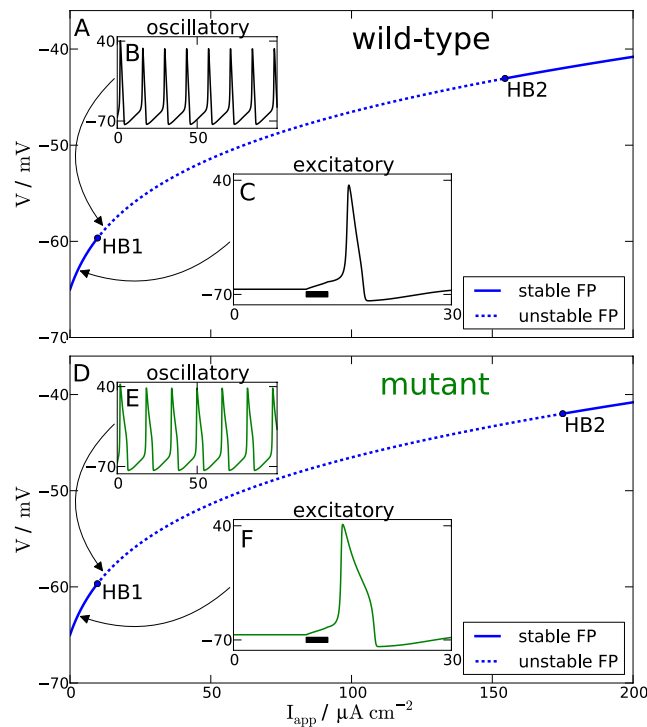 A
oscillatory
wild-type
B
40
−70
0
50
−40
−50
−60
−70
V / mV
HB2
HB1
excitatory
C
40
−70
0
30
stable FP
unstable FP
D
oscillatory
mutant
E
40
−70
0
50
−40
−50
−60
−70
V / mV
HB2
HB1
excitatory
F
40
−70
0
30
stable FP
unstable FP
0
50
100
150
200
I_app / μA cm⁻²